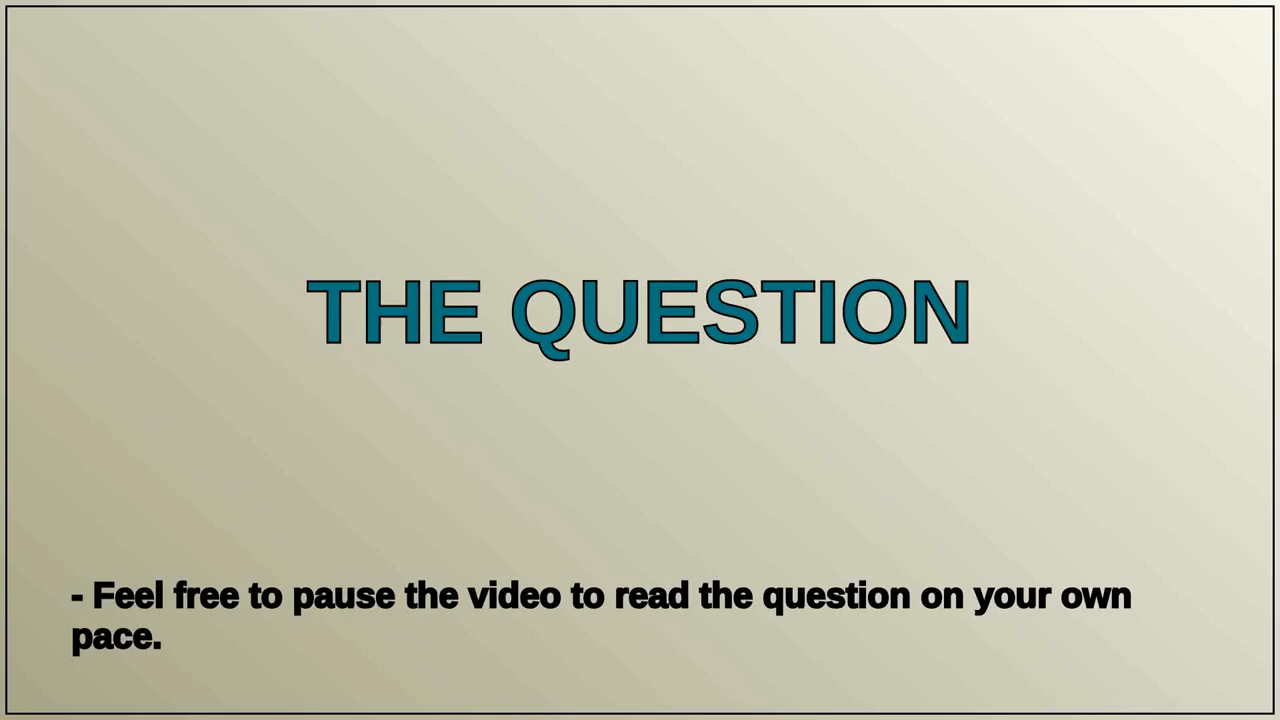 THE QUESTION
- Feel free to pause the video to read the question on your own
pace.